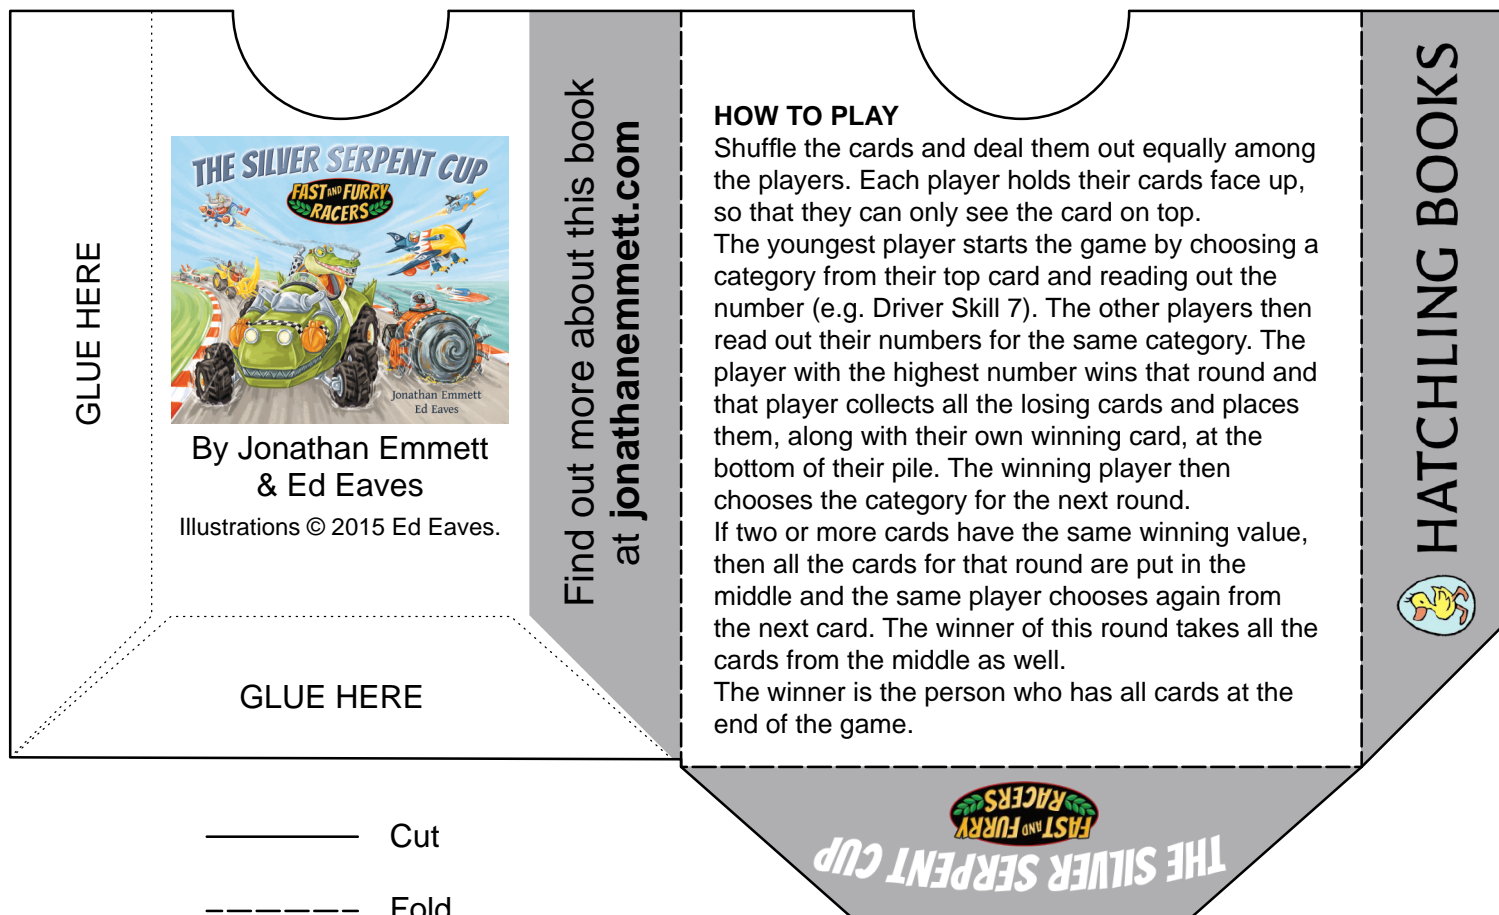 GLUE HERE
THE SILVER SERPENT CUP
FAST AND FURRY
RACERS
Jonathan Emmett
Ed Eaves
By Jonathan Emmett
& Ed Eaves
Illustrations © 2015 Ed Eaves.
GLUE HERE
Find out more about this book
at jonathanemmett.com
HOW TO PLAY
Shuffle the cards and deal them out equally among
the players. Each player holds their cards face up,
so that they can only see the card on top.
The youngest player starts the game by choosing a
category from their top card and reading out the
number (e.g. Driver Skill 7). The other players then
read out their numbers for the same category. The
player with the highest number wins that round and
that player collects all the losing cards and places
them, along with their own winning card, at the
bottom of their pile. The winning player then
chooses the category for the next round.
If two or more cards have the same winning value,
then all the cards for that round are put in the
middle and the same player chooses again from
the next card. The winner of this round takes all the
cards from the middle as well.
The winner is the person who has all cards at the
end of the game.
HATCHLING BOOKS
THE SILVER SERPENT CUP
FAST AND FURRY
RACERS
Cut
Fold